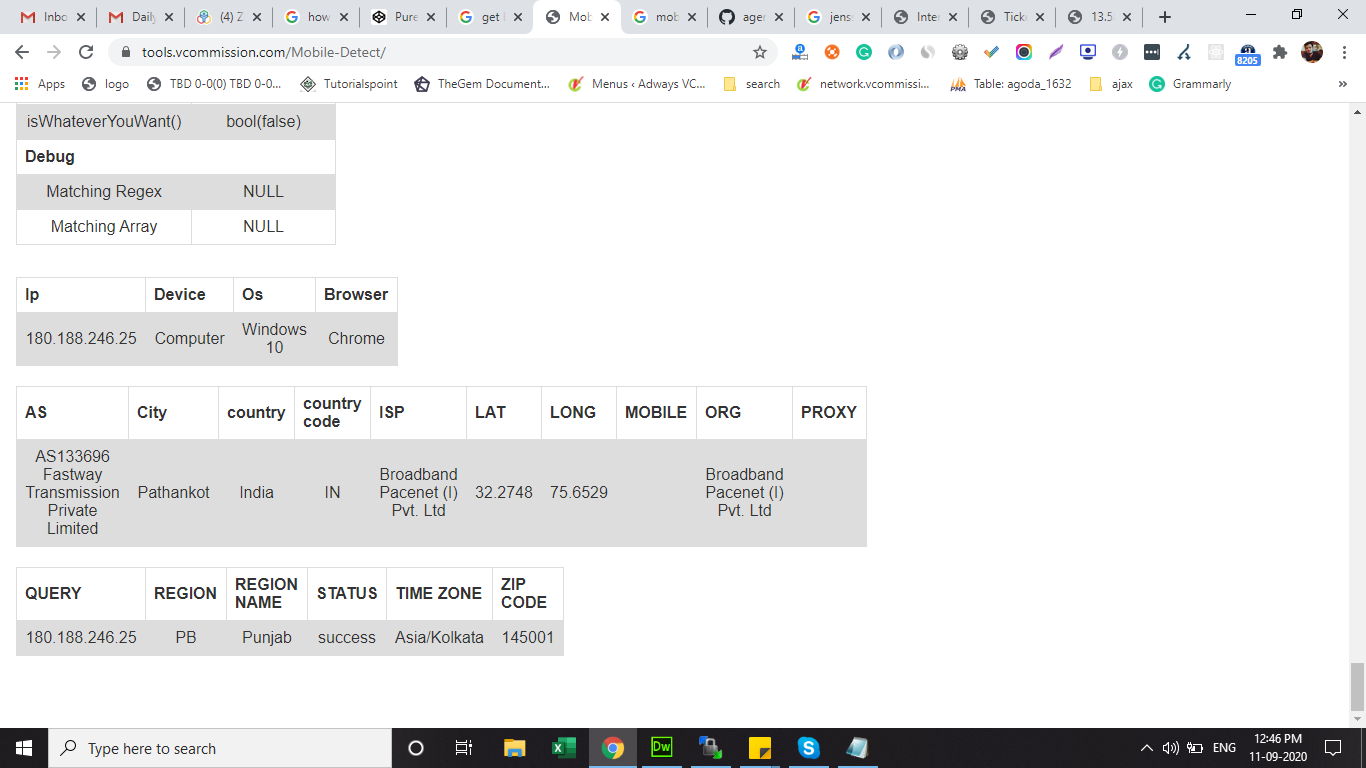 Inbo
Daily
(4) Z
how
Pure
get
Mob
mob
ager
jens
Inter
Tick
13.5
tools.vcommission.com/Mobile-Detect/
8205
Apps
logo
TBD 0-0(0) TBD 0-0...
Tutorialspoint
TheGem Document...
Menus ‹ Adways VC...
search
network.vcommissi...
PMA
Table: agoda_1632
ajax
Grammarly
»
isWhateverYouWant() bool(false)
Debug
Matching Regex NULL
Matching Array NULL
Ip Device Os Browser
180.188.246.25 Computer Windows 10 Chrome
AS City country country code ISP LAT LONG MOBILE ORG PROXY
AS133696 Fastway Transmission Private Limited Pathankot India IN Broadband Pacenet (I) Pvt. Ltd 32.2748 75.6529 Broadband Pacenet (I) Pvt. Ltd
QUERY REGION REGION NAME STATUS TIME ZONE ZIP CODE
180.188.246.25 PB Punjab success Asia/Kolkata 145001
Type here to search
Dw
ENG
12:46 PM
11-09-2020